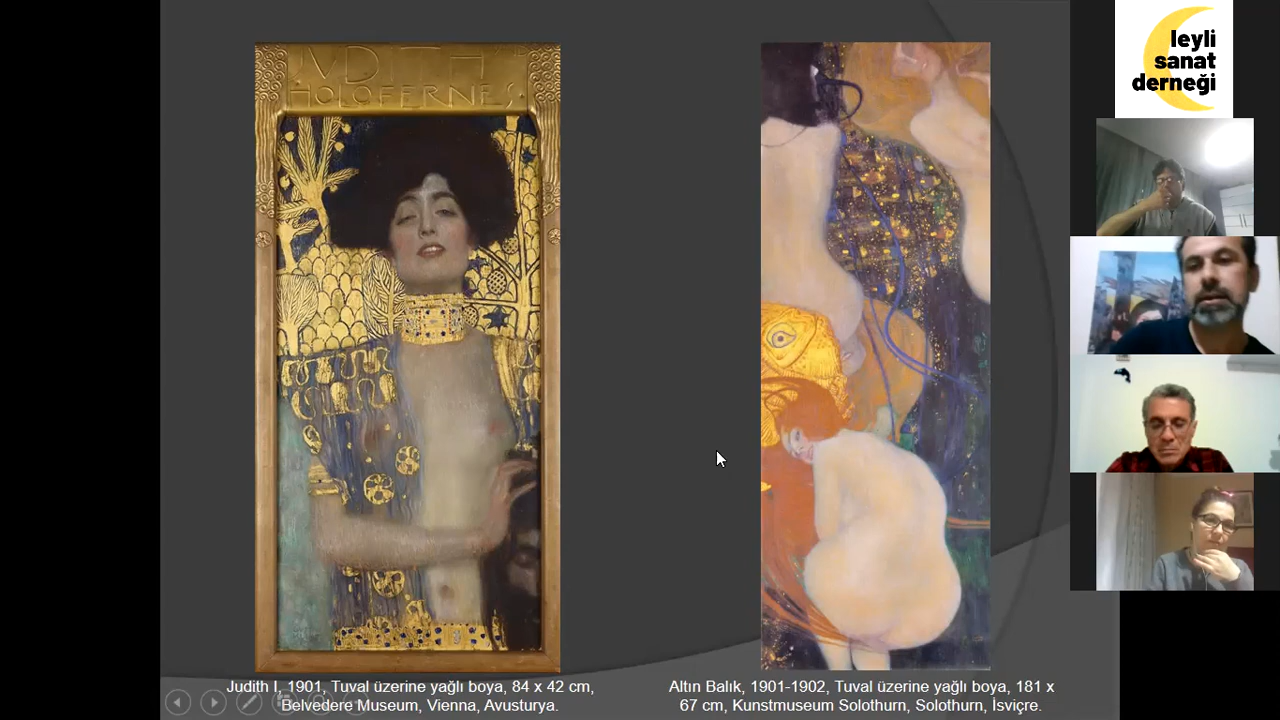 JVDITH
HOLOFERNES.
leyli
sanat
derneği
Judith I, 1901, Tuval üzerine yağlı boya, 84 x 42 cm,
Belvedere Museum, Vienna, Avusturya.
Altın Balık, 1901-1902, Tuval üzerine yağlı boya, 181 x
67 cm, Kunstmuseum Solothurn, Solothurn, İsviçre.